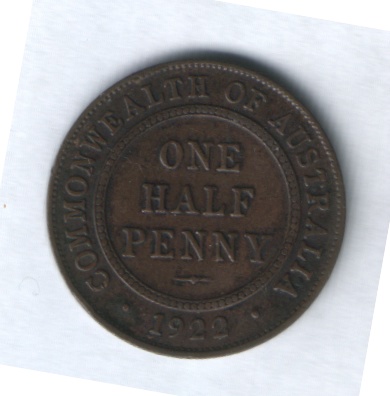 COMMONWEALTH OF AUSTRALIA
ONE
HALF
PENNY
1922